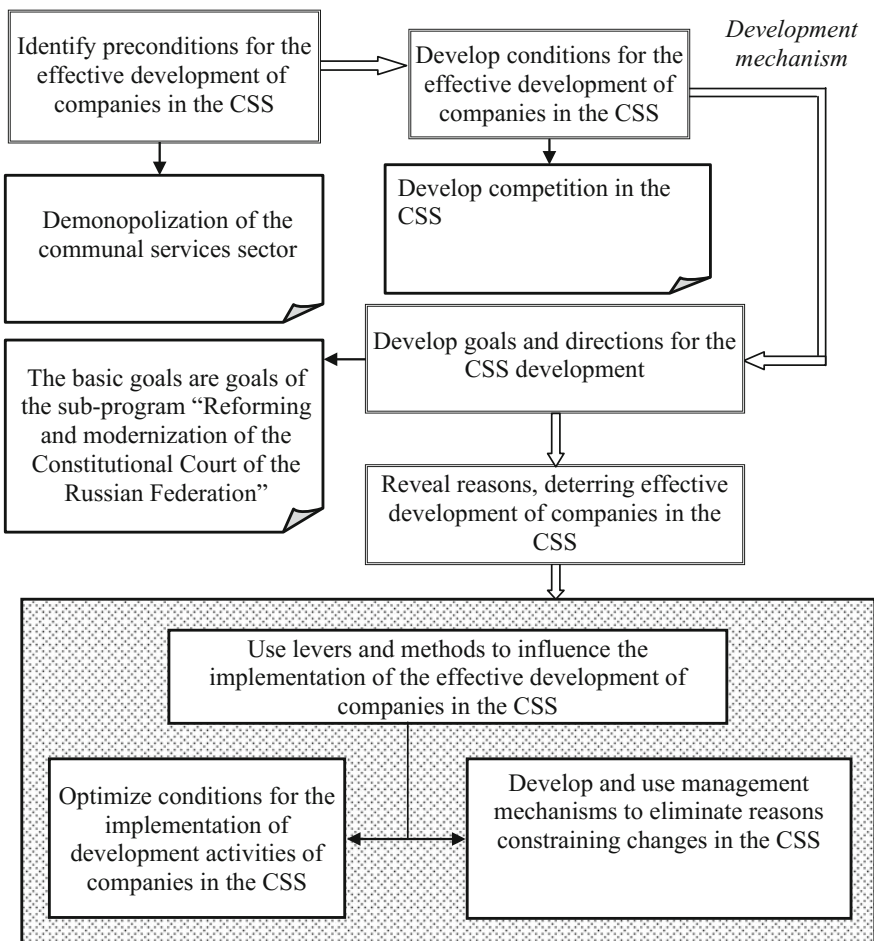 Identify preconditions for the
effective development of
companies in the CSS
Develop conditions for the
effective development of
companies in the CSS
Development
mechanism
Demonopolization of the
communal services sector
Develop competition in the
CSS
Develop goals and directions for the
CSS development
The basic goals are goals of
the sub-program “Reforming
and modernization of the
Constitutional Court of the
Russian Federation”
Reveal reasons, deterring effective
development of companies in the
CSS
Use levers and methods to influence the
implementation of the effective development of
companies in the CSS
Optimize conditions for the
implementation of
development activities of
companies in the CSS
Develop and use management
mechanisms to eliminate reasons
constraining changes in the CSS